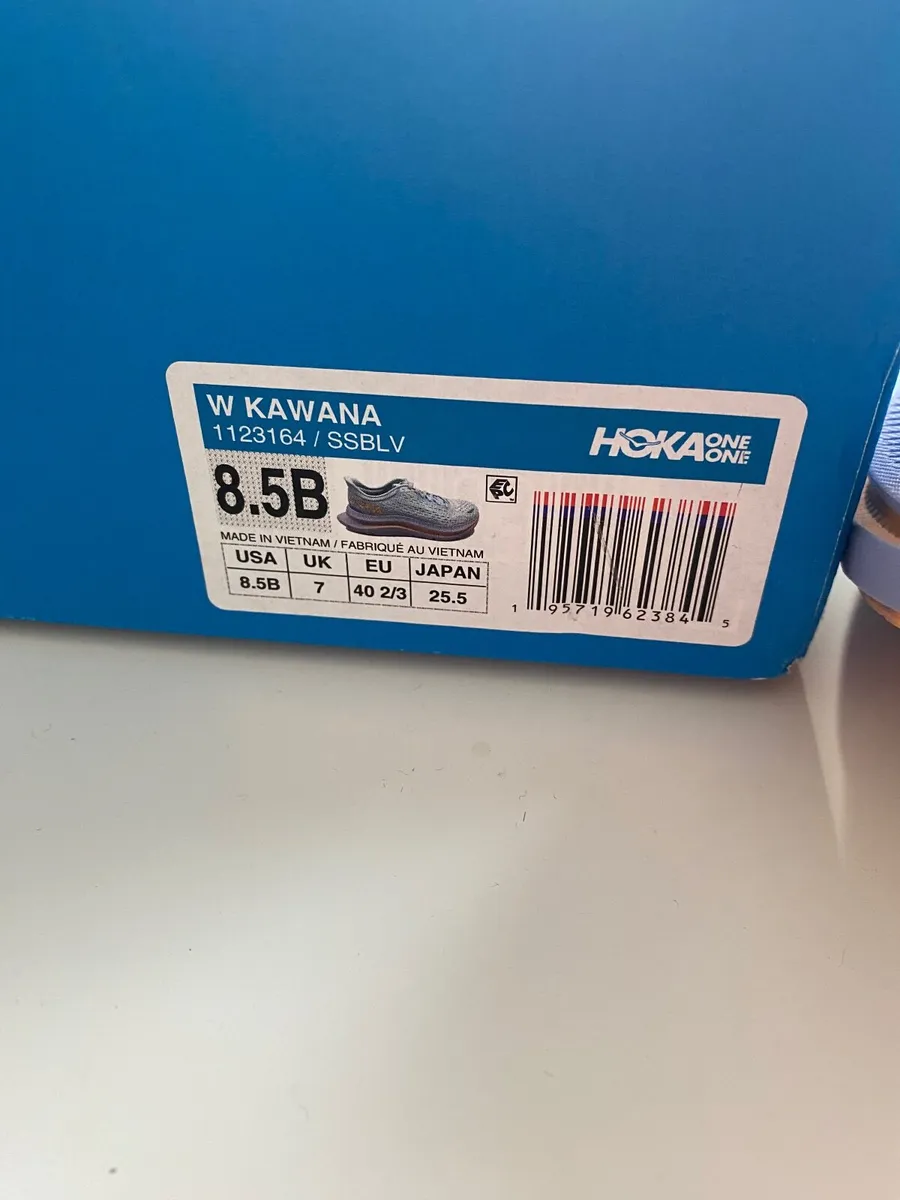 W KAWANA
1123164 / SSBLV
HOKA ONE ONE
8.5B
MADE IN VIETNAM / FABRIQUÉ AU VIETNAM
USA UK EU JAPAN
8.5B 7 40 2/3 25.5
1 95719 62384 5